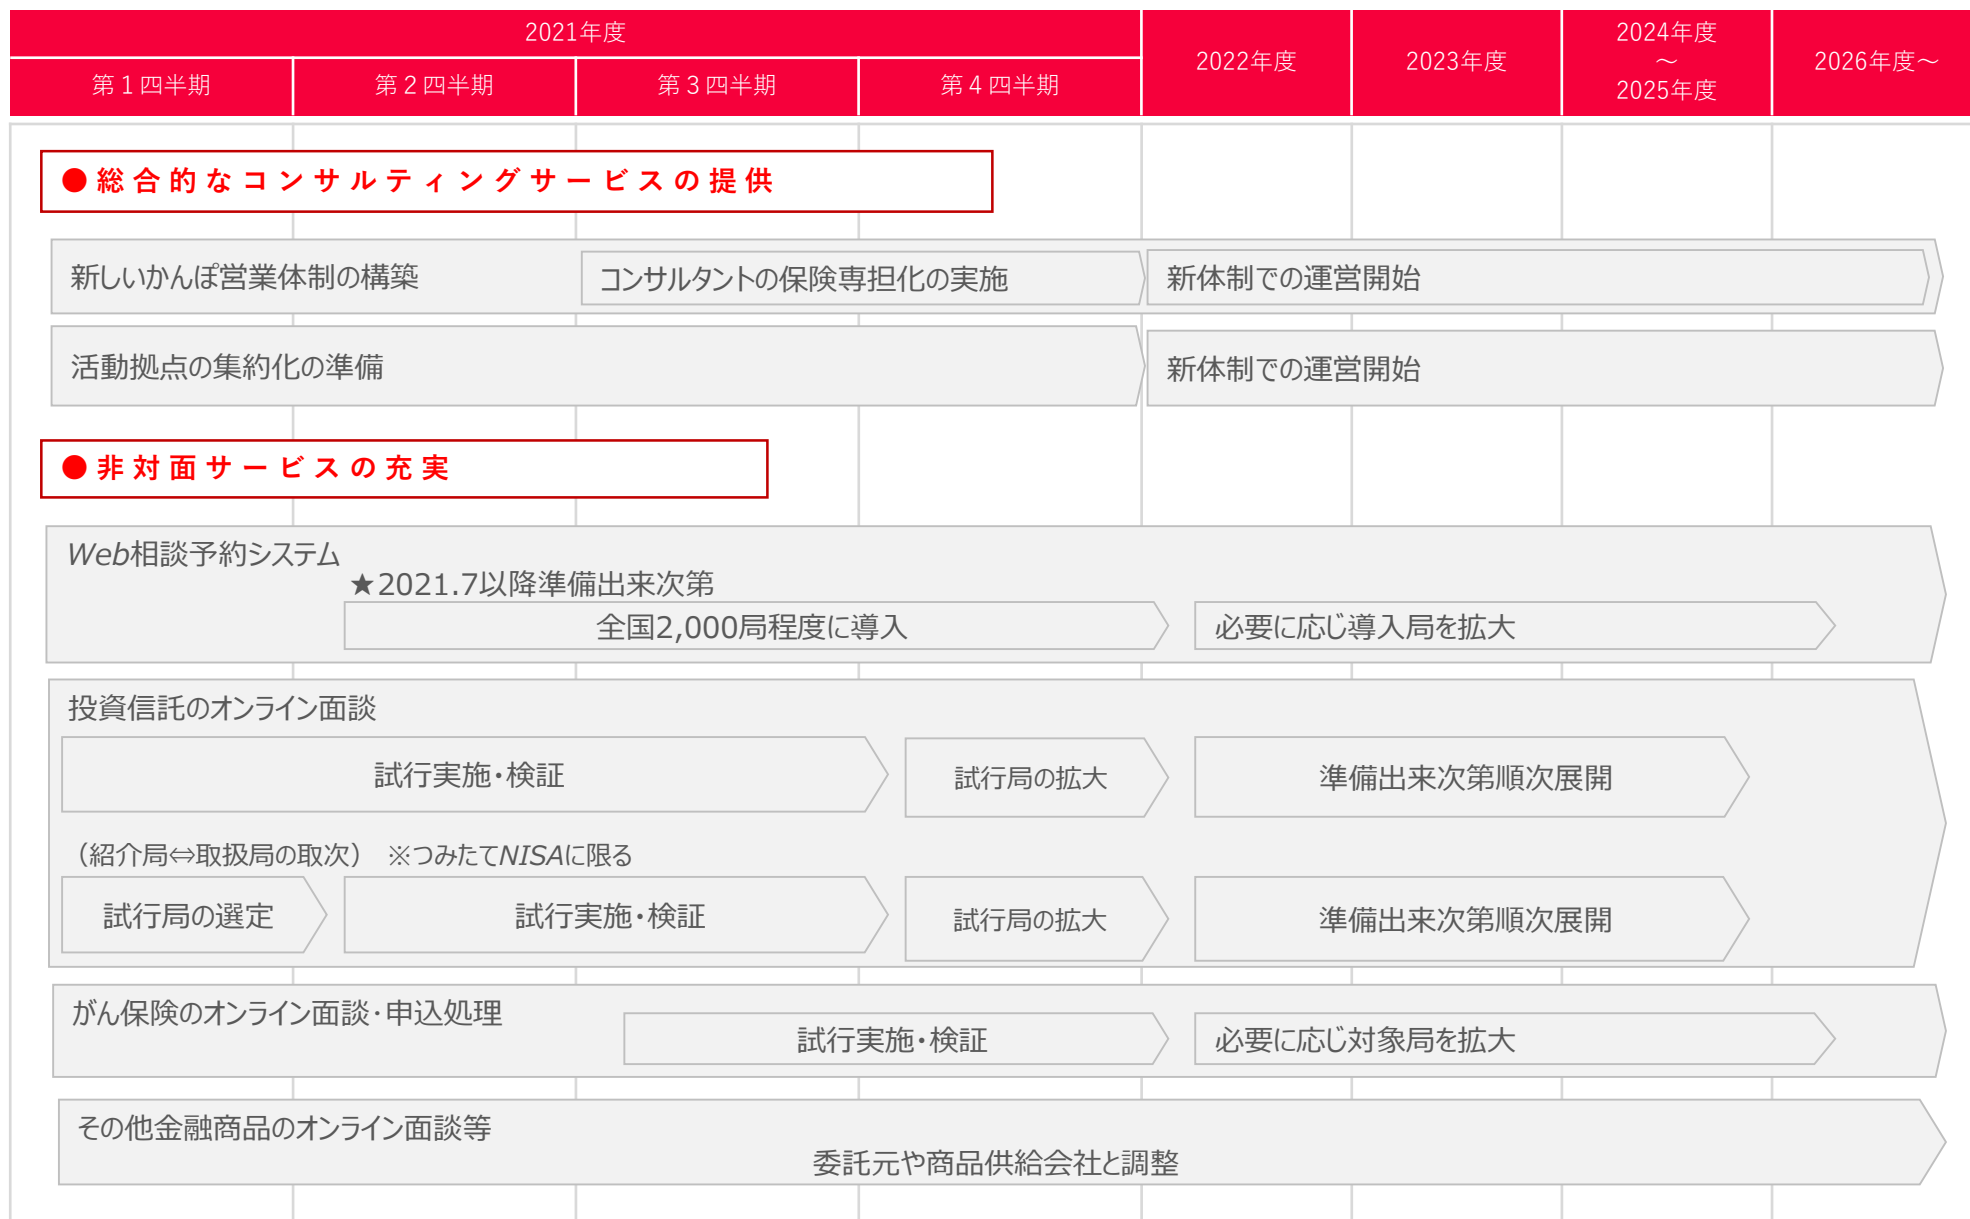 2021年度
2022年度
2023年度
2024年度
～
2025年度
2026年度～
第１四半期
第２四半期
第３四半期
第４四半期
●総合的なコンサルティングサービスの提供
新しいかんぽ営業体制の構築
コンサルタントの保険専担化の実施
新体制での運営開始
活動拠点の集約化の準備
新体制での運営開始
●非対面サービスの充実
Web相談予約システム
★2021.7以降準備出来次第
全国2,000局程度に導入
必要に応じ導入局を拡大
投資信託のオンライン面談
試行実施・検証
試行局の拡大
準備出来次第順次展開
（紹介局⇔取扱局の取次）　※つみたてNISAに限る
試行局の選定
試行実施・検証
試行局の拡大
準備出来次第順次展開
がん保険のオンライン面談・申込処理
試行実施・検証
必要に応じ対象局を拡大
その他金融商品のオンライン面談等
委託元や商品供給会社と調整